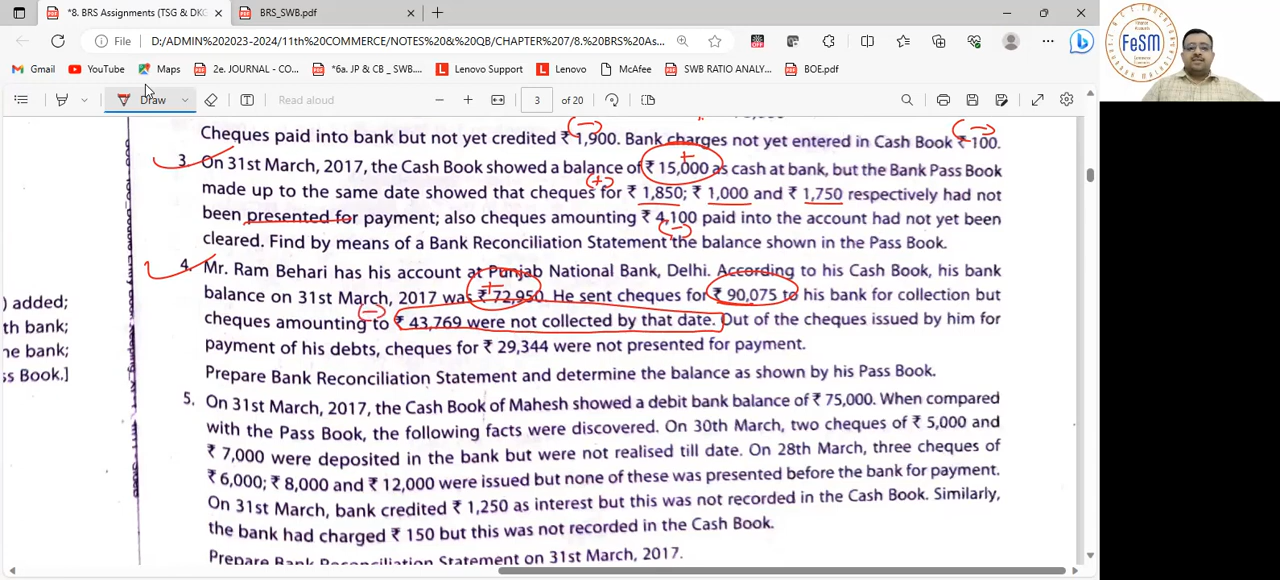 *8. BRS Assignments (TSG & DKG
BRS_SWB.pdf
File
D:/ADMIN%202023-2024/11th%20COMMERCE/NOTES%20&%20QB/CHAPTER%207/8.%20BRS%20As...
Gmail
YouTube
Maps
2e. JOURNAL - CO...
*6a. JP & CB _ SWB....
Lenovo Support
Lenovo
McAfee
SWB RATIO ANALY...
BOE.pdf
Draw
Read aloud
3 of 20
FeSM
Cheques paid into bank but not yet credited ₹ 1,900. Bank charges not yet entered in Cash Book ₹ 100.
3. On 31st March, 2017, the Cash Book showed a balance of ₹ 15,000 as cash at bank, but the Bank Pass Book
made up to the same date showed that cheques for ₹ 1,850; ₹ 1,000 and ₹ 1,750 respectively had not
been presented for payment; also cheques amounting ₹ 4,100 paid into the account had not yet been
cleared. Find by means of a Bank Reconciliation Statement the balance shown in the Pass Book.
4. Mr. Ram Behari has his account at Punjab National Bank, Delhi. According to his Cash Book, his bank
balance on 31st March, 2017 was ₹ 72,950. He sent cheques for ₹ 90,075 to his bank for collection but
cheques amounting to ₹ 43,769 were not collected by that date. Out of the cheques issued by him for
payment of his debts, cheques for ₹ 29,344 were not presented for payment.
Prepare Bank Reconciliation Statement and determine the balance as shown by his Pass Book.
5. On 31st March, 2017, the Cash Book of Mahesh showed a debit bank balance of ₹ 75,000. When compared
with the Pass Book, the following facts were discovered. On 30th March, two cheques of ₹ 5,000 and
₹ 7,000 were deposited in the bank but were not realised till date. On 28th March, three cheques of
₹ 6,000; ₹ 8,000 and ₹ 12,000 were issued but none of these was presented before the bank for payment.
On 31st March, bank credited ₹ 1,250 as interest but this was not recorded in the Cash Book. Similarly,
the bank had charged ₹ 150 but this was not recorded in the Cash Book.
Prepare Bank Reconciliation Statement on 31st March, 2017.
) added;
th bank;
ne bank;
ss Book.]